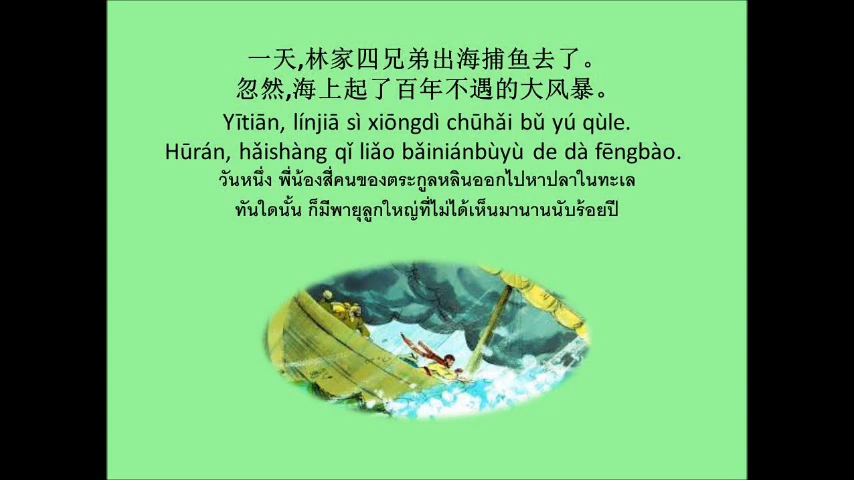 一天,林家四兄弟出海捕鱼去了。
忽然,海上起了百年不遇的大风暴。
Yītiān, línjiā sì xiōngdì chūhǎi bǔ yú qùle.
Hūrán, hǎishàng qǐ liǎo bǎiniánbùyù de dà fēngbào.
วันหนึ่ง พี่น้องสี่คนของตระกูลหลินออกไปหาปลาในทะเล
ทันใดนั้น ก็มีพายุลูกใหญ่ที่ไม่ได้เห็นมานานนับร้อยปี